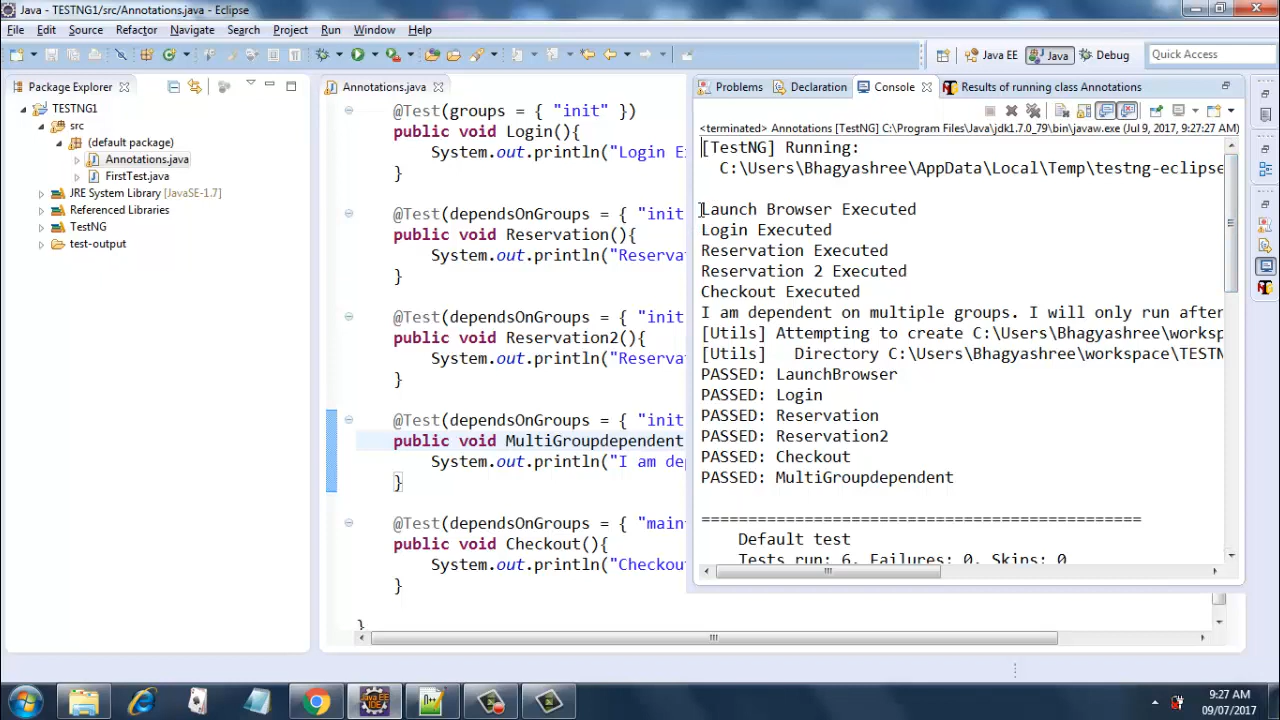 Java - TESTNG1/src/Annotations.java - Eclipse
File Edit Source Refactor Navigate Search Project Run Window Help
Java EE Java Debug Quick Access
Package Explorer
TESTNG1
src
(default package)
Annotations.java
FirstTest.java
JRE System Library [JavaSE-1.7]
Referenced Libraries
TestNG
test-output
Annotations.java
@Test(groups = { "init" })
public void Login(){
System.out.println("Login E
}
@Test(dependsOnGroups = { "init
public void Reservation(){
System.out.println("Reserva
}
@Test(dependsOnGroups = { "init
public void Reservation2(){
System.out.println("Reserva
}
@Test(dependsOnGroups = { "init
public void MultiGroupdependent
System.out.println("I am de
}
@Test(dependsOnGroups = { "main
public void Checkout(){
System.out.println("Checkou
}
}
Problems Declaration Console Results of running class Annotations
<terminated> Annotations [TestNG] C:\Program Files\Java\jdk1.7.0_79\bin\javaw.exe (Jul 9, 2017, 9:27:27 AM)
[TestNG] Running:
C:\Users\Bhagyashree\AppData\Local\Temp\testng-eclipse
Launch Browser Executed
Login Executed
Reservation Executed
Reservation 2 Executed
Checkout Executed
I am dependent on multiple groups. I will only run after
[Utils] Attempting to create C:\Users\Bhagyashree\worksp
[Utils]   Directory C:\Users\Bhagyashree\workspace\TESTN
PASSED: LaunchBrowser
PASSED: Login
PASSED: Reservation
PASSED: Reservation2
PASSED: Checkout
PASSED: MultiGroupdependent
===============================================
Default test
Tests run: 6, Failures: 0, Skips: 0
9:27 AM
09/07/2017